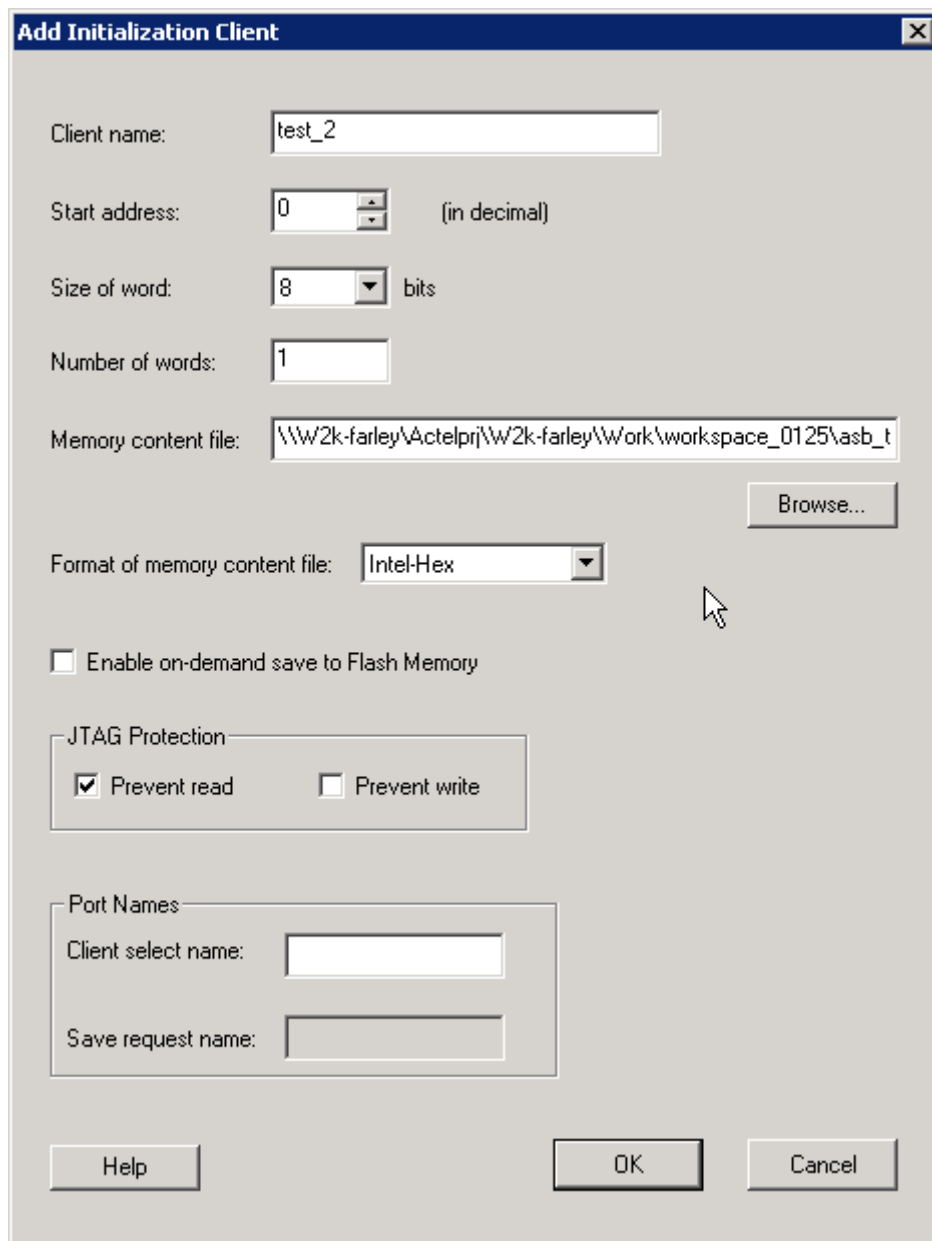 Add Initialization Client
Client name: test_2
Start address: 0 (in decimal)
Size of word: 8 bits
Number of words: 1
Memory content file: \\W2k-farley\Actelprj\W2k-farley\Work\workspace_0125\asb_t
Browse...
Format of memory content file: Intel-Hex
Enable on-demand save to Flash Memory
JTAG Protection
Prevent read Prevent write
Port Names
Client select name:
Save request name:
Help OK Cancel